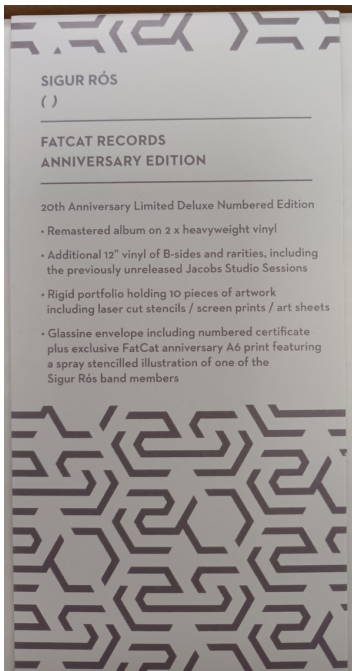 SIGUR RÓS
( )
FATCAT RECORDS
ANNIVERSARY EDITION
20th Anniversary Limited Deluxe Numbered Edition
• Remastered album on 2 x heavyweight vinyl
• Additional 12" vinyl of B-sides and rarities, including
the previously unreleased Jacobs Studio Sessions
• Rigid portfolio holding 10 pieces of artwork
including laser cut stencils / screen prints / art sheets
• Glassine envelope including numbered certificate
plus exclusive FatCat anniversary A6 print featuring
a spray stencilled illustration of one of the
Sigur Rós band members